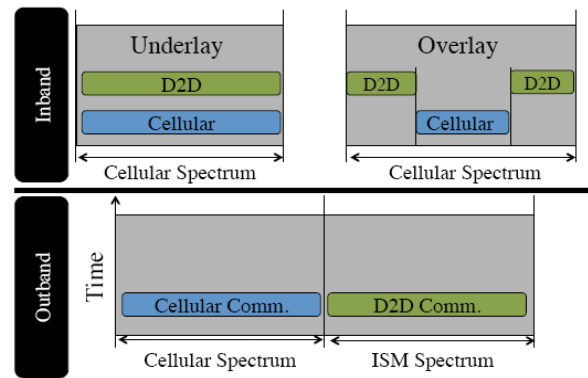 Inband
Underlay
D2D
Cellular
Cellular Spectrum
Overlay
D2D
D2D
Cellular
Cellular Spectrum
Outband
Time
Cellular Comm.
D2D Comm.
Cellular Spectrum
ISM Spectrum